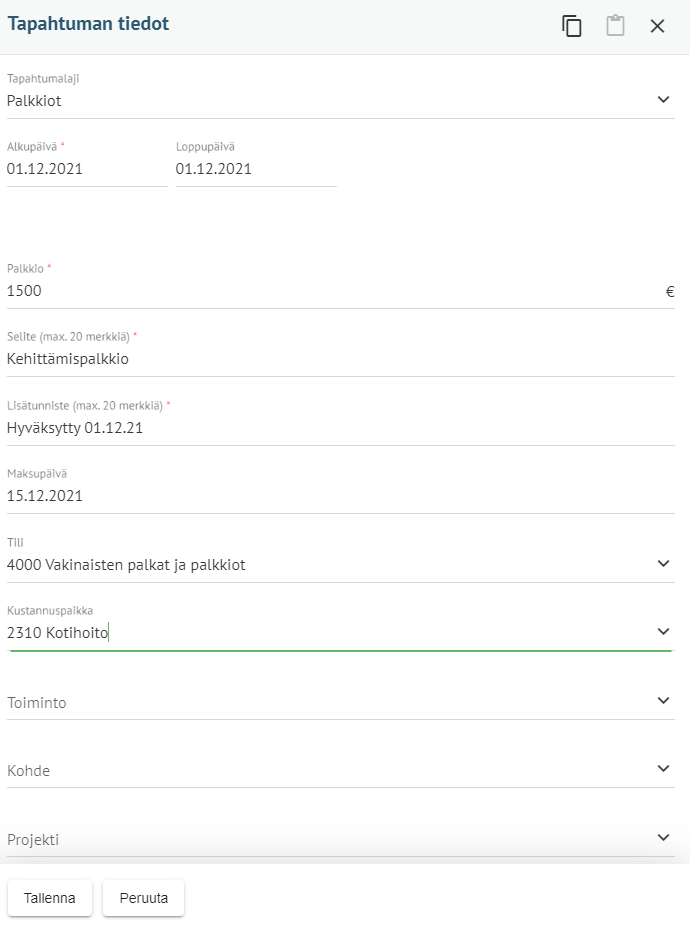 Tapahtuman tiedot
Tapahtumalaji
Palkkiot
Alkupäivä * Loppupäivä
01.12.2021 01.12.2021
Palkkio *
1500 €
Selite (max. 20 merkkiä) *
Kehittämispalkkio
Lisätunniste (max. 20 merkkiä) *
Hyväksytty 01.12.21
Maksupäivä
15.12.2021
Tili
4000 Vakinaisten palkat ja palkkiot
Kustannuspaikka
2310 Kotihoito
Toiminto
Kohde
Projekti
Tallenna Peruuta